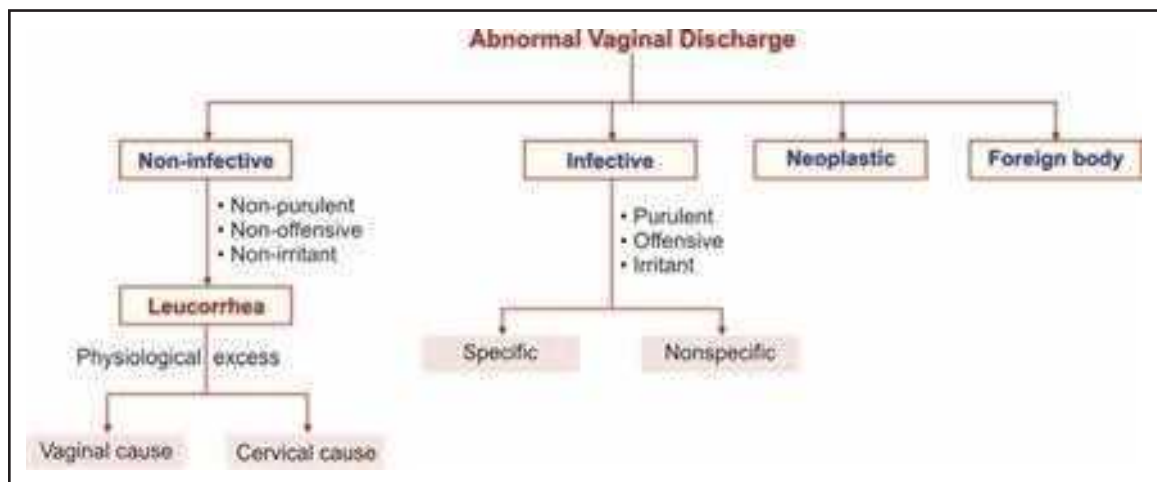 Abnormal Vaginal Discharge
Non-infective
Infective
Neoplastic
Foreign body
• Non-purulent
• Non-offensive
• Non-irritant
• Purulent
• Offensive
• Irritant
Leucorrhea
Physiological excess
Specific
Nonspecific
Vaginal cause
Cervical cause